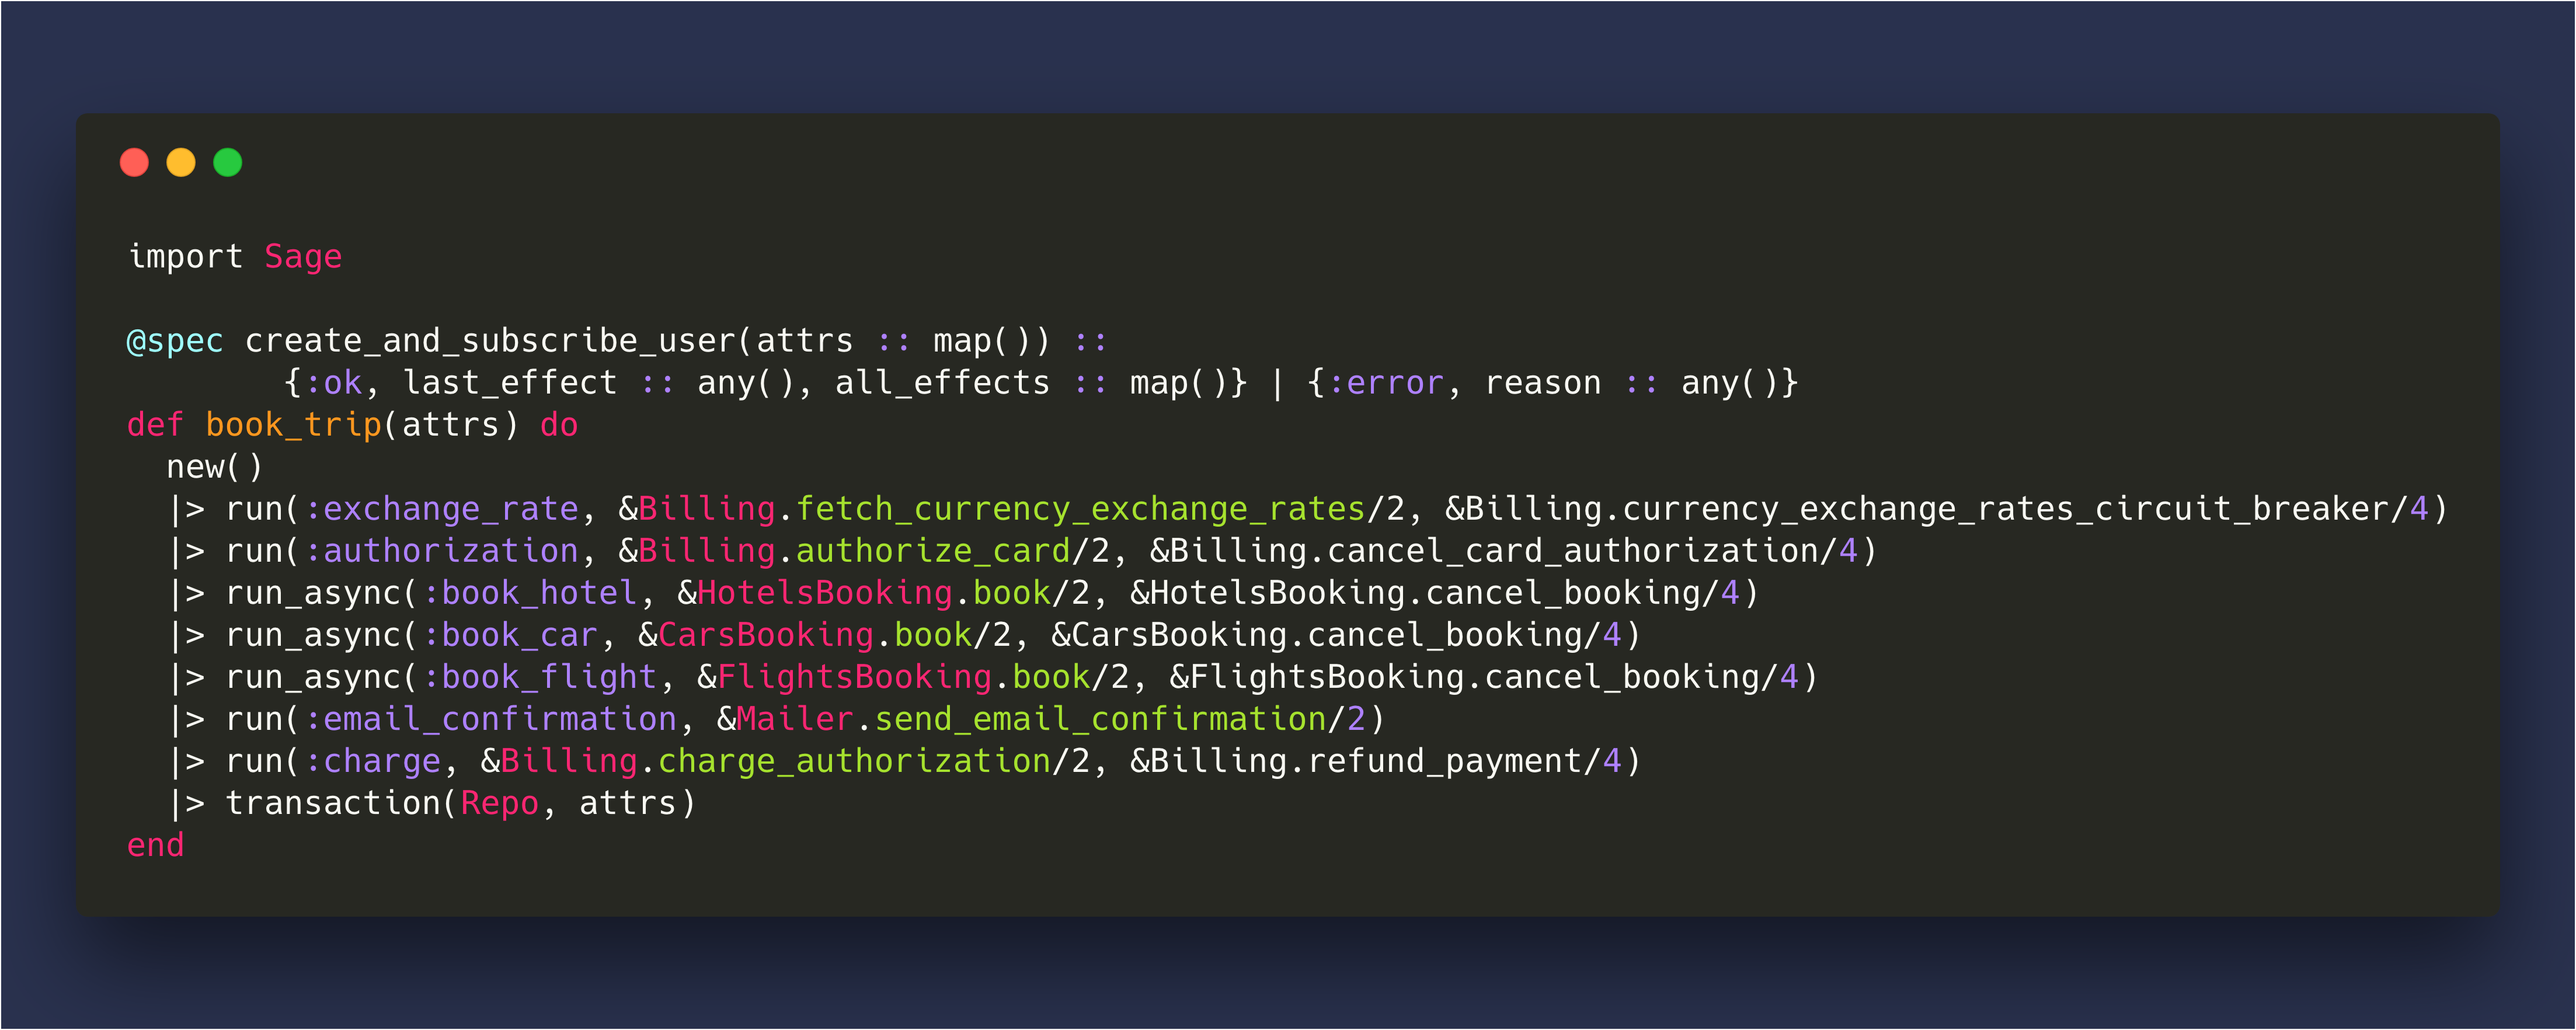 import Sage
@spec create_and_subscribe_user(attrs :: map()) ::
        {:ok, last_effect :: any(), all_effects :: map()} | {:error, reason :: any()}
def book_trip(attrs) do
  new()
  |> run(:exchange_rate, &Billing.fetch_currency_exchange_rates/2, &Billing.currency_exchange_rates_circuit_breaker/4)
  |> run(:authorization, &Billing.authorize_card/2, &Billing.cancel_card_authorization/4)
  |> run_async(:book_hotel, &HotelsBooking.book/2, &HotelsBooking.cancel_booking/4)
  |> run_async(:book_car, &CarsBooking.book/2, &CarsBooking.cancel_booking/4)
  |> run_async(:book_flight, &FlightsBooking.book/2, &FlightsBooking.cancel_booking/4)
  |> run(:email_confirmation, &Mailer.send_email_confirmation/2)
  |> run(:charge, &Billing.charge_authorization/2, &Billing.refund_payment/4)
  |> transaction(Repo, attrs)
end